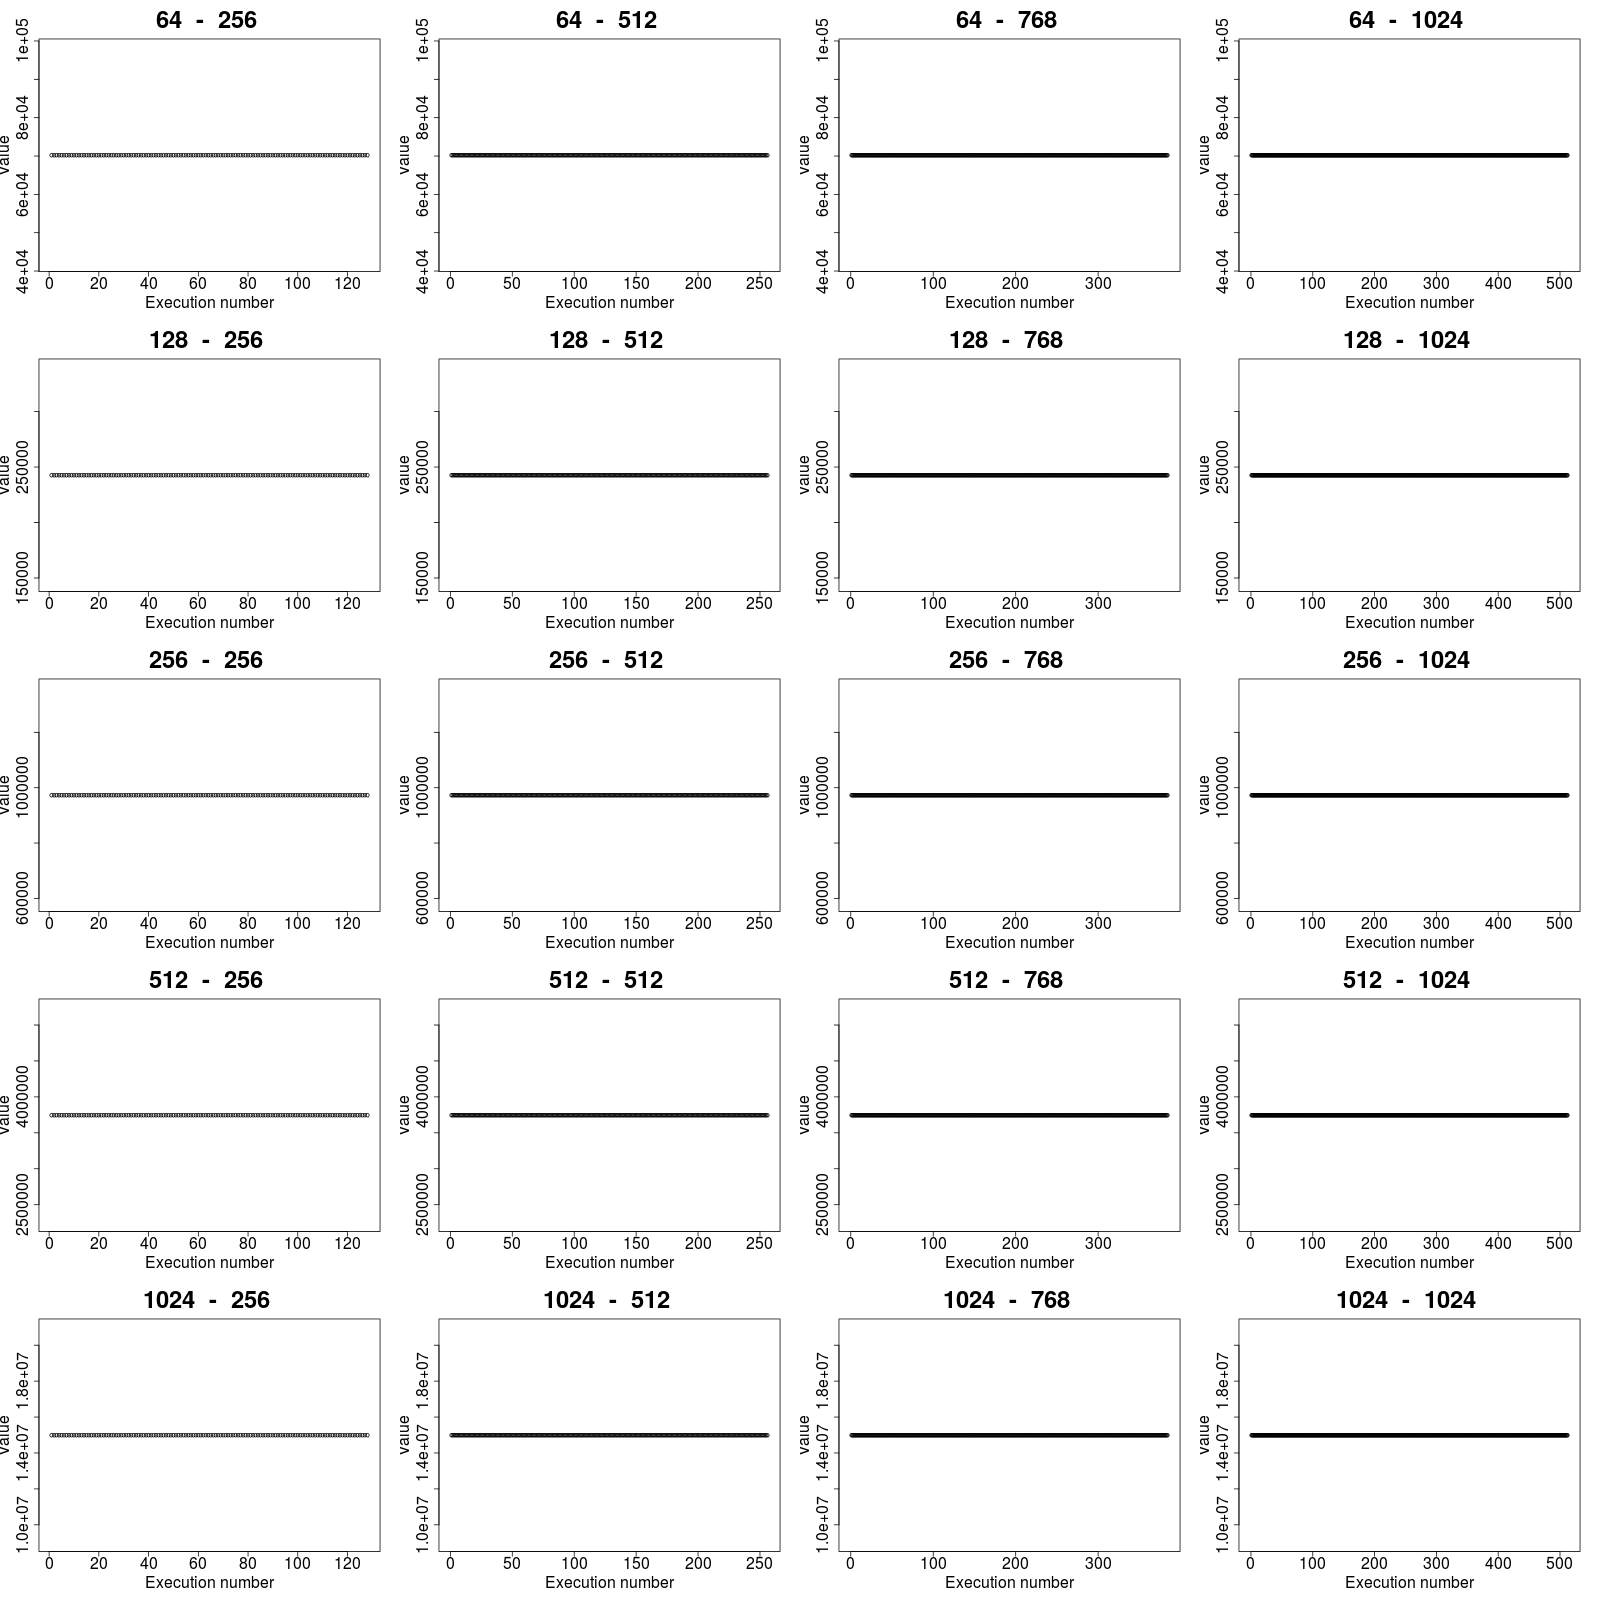 64 - 256
1e+05
8e+04
6e+04
4e+04
value
0 20 40 60 80 100 120
Execution number
64 - 512
1e+05
8e+04
6e+04
4e+04
value
0 50 100 150 200 250
Execution number
64 - 768
1e+05
8e+04
6e+04
4e+04
value
0 100 200 300
Execution number
64 - 1024
1e+05
8e+04
6e+04
4e+04
value
0 100 200 300 400 500
Execution number
128 - 256
250000
150000
value
0 20 40 60 80 100 120
Execution number
128 - 512
250000
150000
value
0 50 100 150 200 250
Execution number
128 - 768
250000
150000
value
0 100 200 300
Execution number
128 - 1024
250000
150000
value
0 100 200 300 400 500
Execution number
256 - 256
1000000
600000
value
0 20 40 60 80 100 120
Execution number
256 - 512
1000000
600000
value
0 50 100 150 200 250
Execution number
256 - 768
1000000
600000
value
0 100 200 300
Execution number
256 - 1024
1000000
600000
value
0 100 200 300 400 500
Execution number
512 - 256
4000000
2500000
value
0 20 40 60 80 100 120
Execution number
512 - 512
4000000
2500000
value
0 50 100 150 200 250
Execution number
512 - 768
4000000
2500000
value
0 100 200 300
Execution number
512 - 1024
4000000
2500000
value
0 100 200 300 400 500
Execution number
1024 - 256
1.8e+07
1.4e+07
1.0e+07
value
0 20 40 60 80 100 120
Execution number
1024 - 512
1.8e+07
1.4e+07
1.0e+07
value
0 50 100 150 200 250
Execution number
1024 - 768
1.8e+07
1.4e+07
1.0e+07
value
0 100 200 300
Execution number
1024 - 1024
1.8e+07
1.4e+07
1.0e+07
value
0 100 200 300 400 500
Execution number